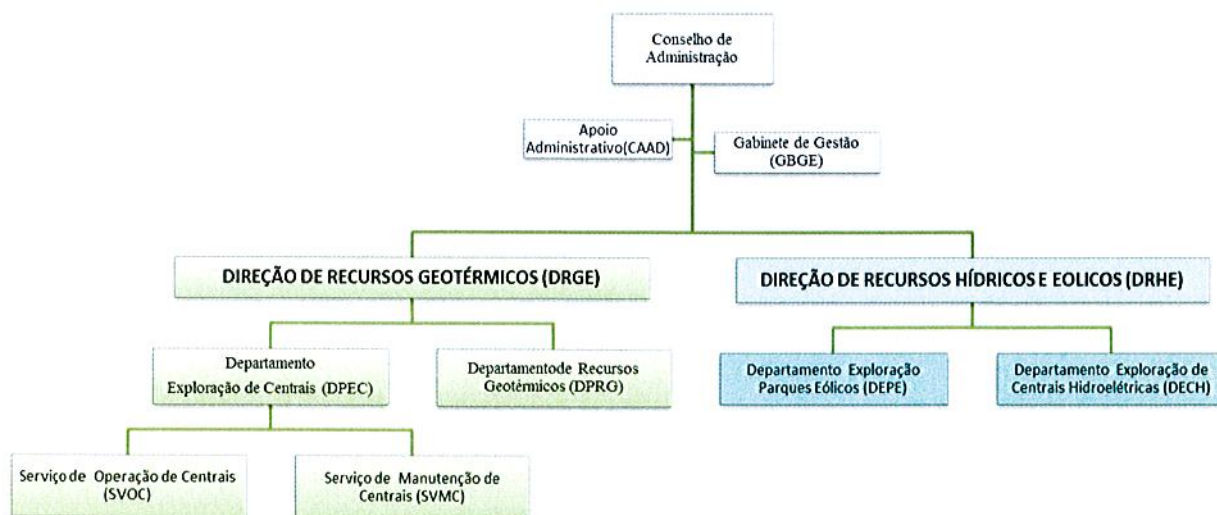 Conselho de
Administração
Apoio
Administrativo(CAAD)
Gabinete de Gestão
(GBGE)
DIREÇÃO DE RECURSOS GEOTÉRMICOS (DRGE)
DIREÇÃO DE RECURSOS HÍDRICOS E EOLICOS (DRHE)
Departamento
Exploração de Centrais (DPEC)
Departamentode Recursos
Geotérmicos (DPRG)
Departamento Exploração
Parques Eólicos (DEPE)
Departamento Exploração de
Centrais Hidroelétricas (DECH)
Serviço de Operação de Centrais
(SVOC)
Serviço de Manutenção de
Centrais (SVMC)